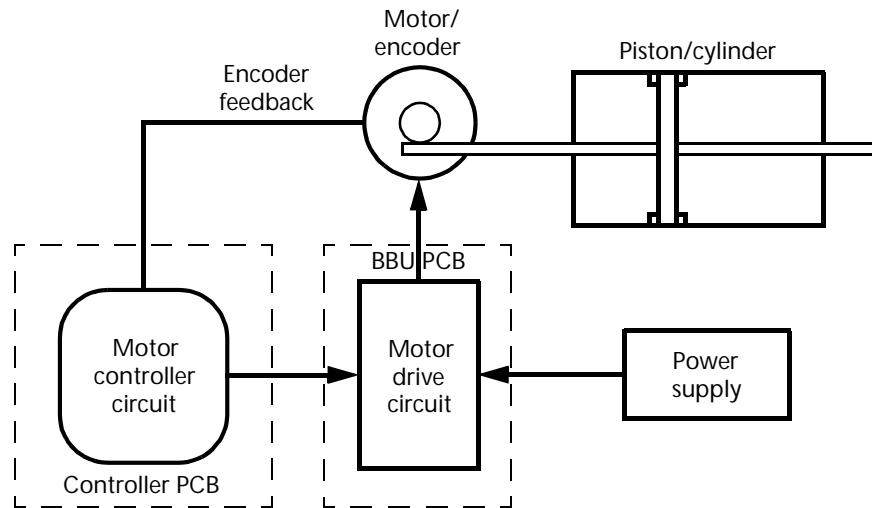 Motor/
encoder
Piston/cylinder
Encoder
feedback
BBU PCB
Motor
controller
circuit
Motor
drive
circuit
Power
supply
Controller PCB